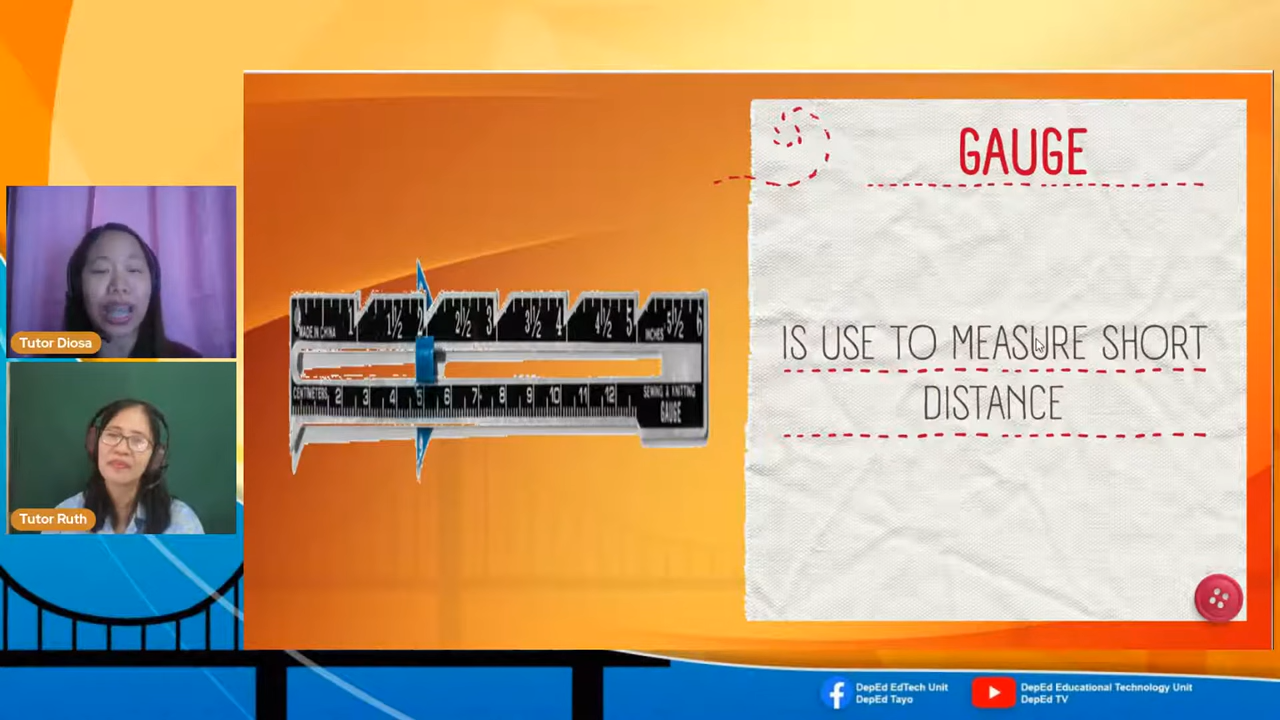 GAUGE
IS USE TO MEASURE SHORT
DISTANCE
1 1½ 2 2½ 3 3½ 4 4½ 5 5½ 6
MADE IN CHINA
INCHES
CENTIMETERS 2 3 4 5 6 7 8 9 10 11 12
SEWING & KNITTING
GAUGE
Tutor Diosa
Tutor Ruth
DepEd EdTech Unit
DepEd Tayo
DepEd Educational Technology Unit
DepEd TV